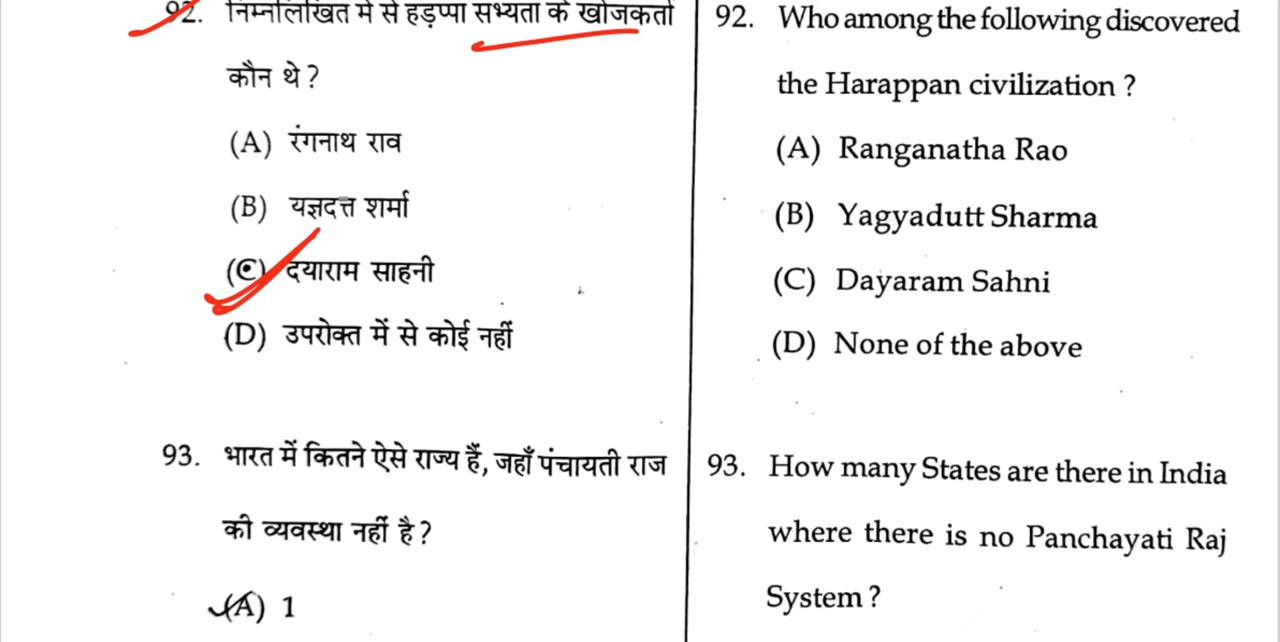 92. निम्नलिखित में से हड़प्पा सभ्यता के खोजकर्ता
कौन थे ?
(A) रंगनाथ राव
(B) यज्ञदत्त शर्मा
(C) दयाराम साहनी
(D) उपरोक्त में से कोई नहीं
93. भारत में कितने ऐसे राज्य हैं, जहाँ पंचायती राज
की व्यवस्था नहीं है ?
(A) 1
92. Who among the following discovered
the Harappan civilization ?
(A) Ranganatha Rao
(B) Yagyadutt Sharma
(C) Dayaram Sahni
(D) None of the above
93. How many States are there in India
where there is no Panchayati Raj
System ?